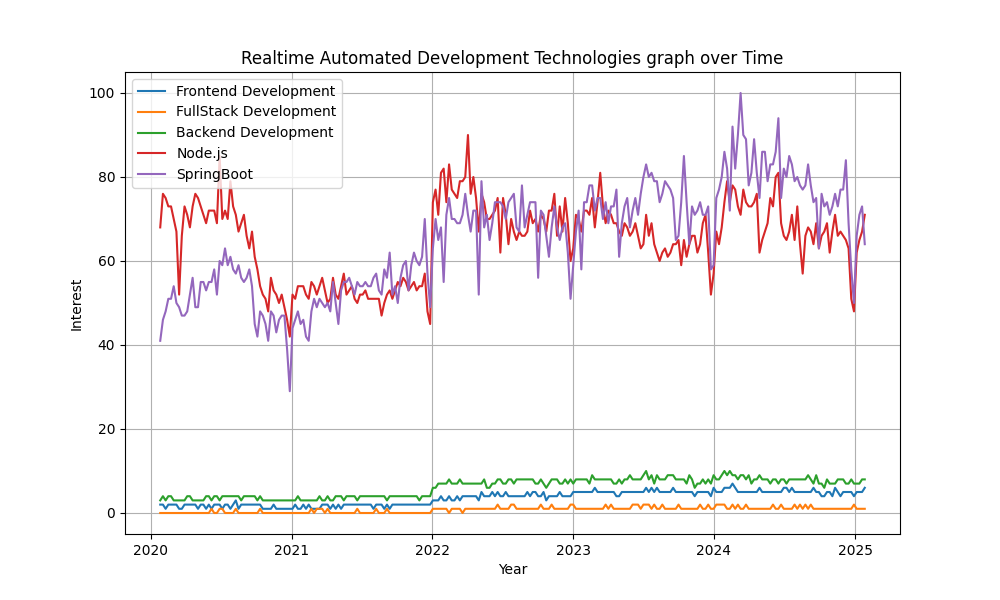 Realtime Automated Development Technologies graph over Time
Frontend Development
FullStack Development
Backend Development
Node.js
SpringBoot
100
80
60
40
20
0
Interest
2020 2021 2022 2023 2024 2025
Year